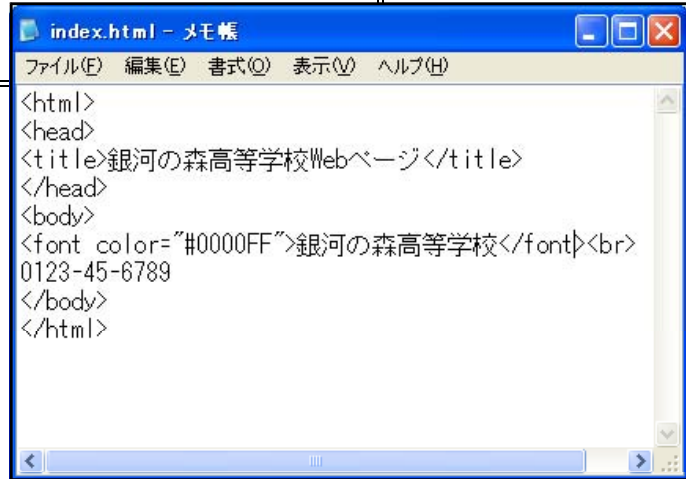 index.html - メモ帳
ファイル(F) 編集(E) 書式(O) 表示(V) ヘルプ(H)
<html>
<head>
<title>銀河の森高等学校Webページ</title>
</head>
<body>
<font color="#0000FF">銀河の森高等学校</font><br>
0123-45-6789
</body>
</html>